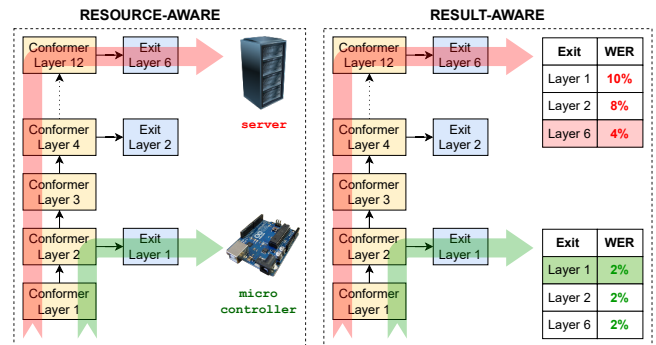 RESOURCE-AWARE
Conformer
Layer 12
Exit
Layer 6
server
Conformer
Layer 4
Exit
Layer 2
Conformer
Layer 3
Conformer
Layer 2
Exit
Layer 1
micro
controller
Conformer
Layer 1
RESULT-AWARE
Conformer
Layer 12
Exit
Layer 6
Conformer
Layer 4
Exit
Layer 2
Conformer
Layer 3
Conformer
Layer 2
Exit
Layer 1
Conformer
Layer 1
Exit WER
Layer 1 10%
Layer 2 8%
Layer 6 4%
Exit WER
Layer 1 2%
Layer 2 2%
Layer 6 2%